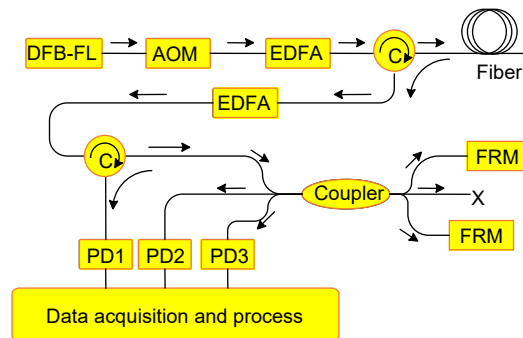 DFB-FL
AOM
EDFA
C
Fiber
EDFA
C
FRM
Coupler
X
FRM
PD1
PD2
PD3
Data acquisition and process